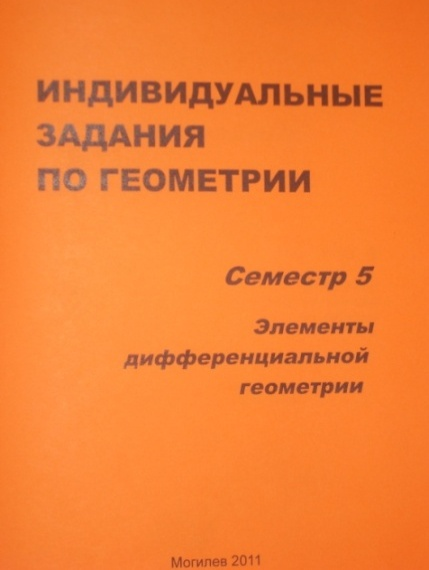 ИНДИВИДУАЛЬНЫЕ
ЗАДАНИЯ
ПО ГЕОМЕТРИИ
Семестр 5
Элементы
дифференциальной
геометрии
Могилев 2011